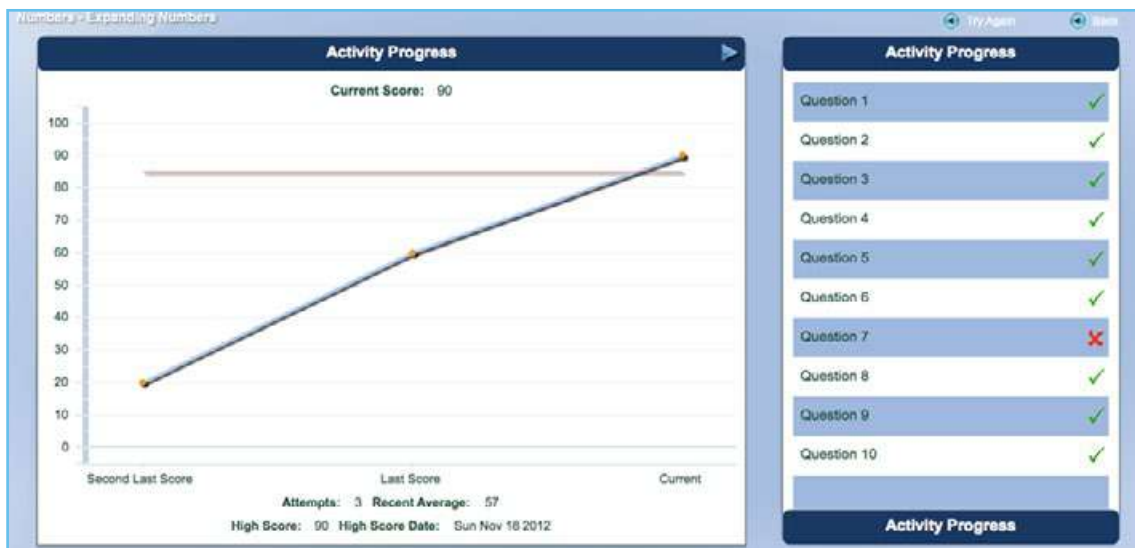 Numbers - Expanding Numbers
Try Again
Back
Activity Progress
Current Score: 90
100
90
80
70
60
50
40
30
20
10
0
Second Last Score Last Score Current
Attempts: 3 Recent Average: 57
High Score: 90 High Score Date: Sun Nov 18 2012
Activity Progress
Question 1
Question 2
Question 3
Question 4
Question 5
Question 6
Question 7
Question 8
Question 9
Question 10
Activity Progress